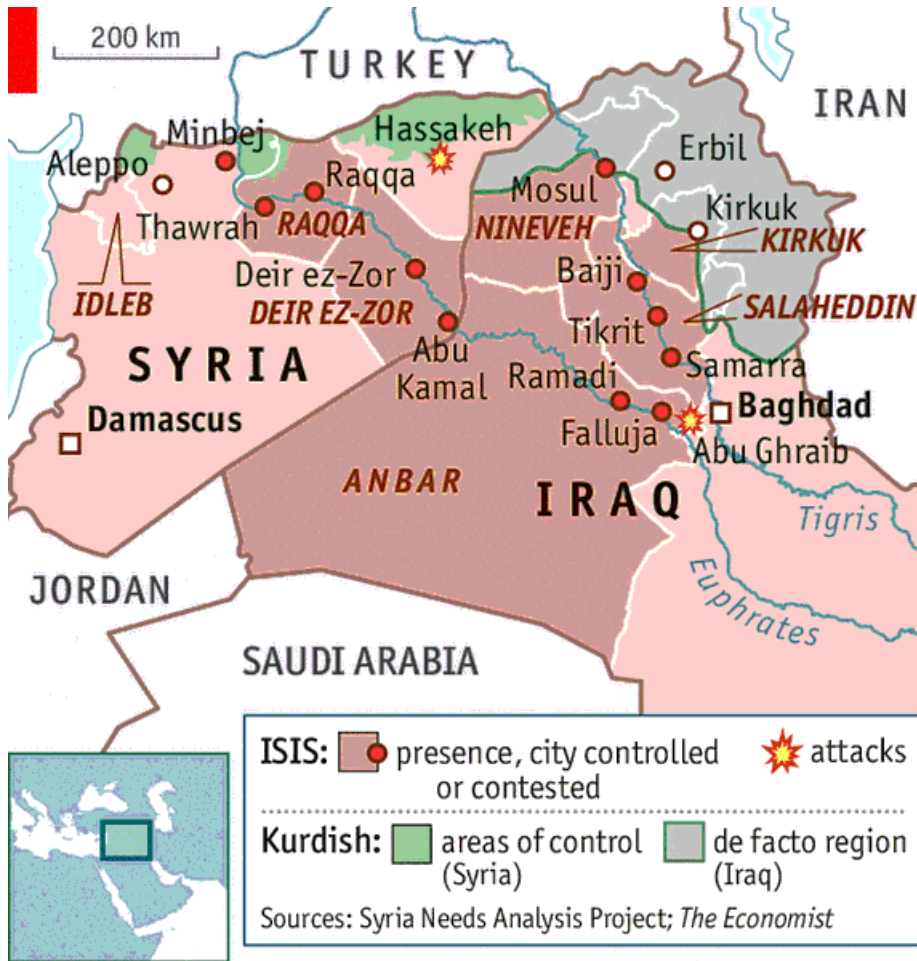 200 km
TURKEY
IRAN
Minbej
Hassakeh
Aleppo
Erbil
Raqqa
Mosul
Thawrah
RAQQA
NINEVEH
Kirkuk
KIRKUK
Deir ez-Zor
Baiji
IDLEB
DEIR EZ-ZOR
SALAHEDDIN
Tikrit
SYRIA
Abu
Kamal
Samarra
Ramadi
Damascus
Baghdad
Falluja
Abu Ghraib
ANBAR
IRAQ
Tigris
JORDAN
Euphrates
SAUDI ARABIA
ISIS: presence, city controlled
or contested
attacks
Kurdish: areas of control
(Syria)
de facto region
(Iraq)
Sources: Syria Needs Analysis Project; The Economist